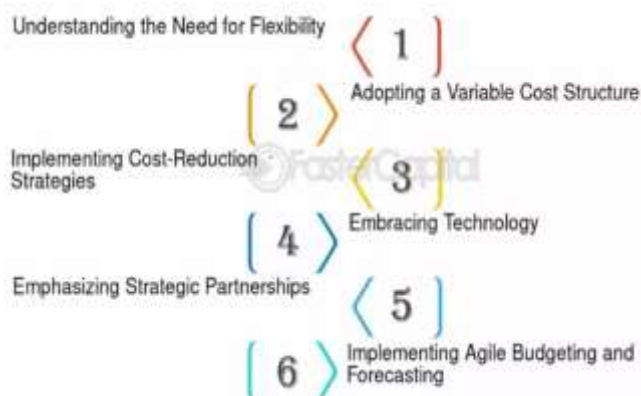 Understanding the Need for Flexibility
1
2
Adopting a Variable Cost Structure
Implementing Cost-Reduction
Strategies
FasterCapital
3
4
Embracing Technology
Emphasizing Strategic Partnerships
5
6
Implementing Agile Budgeting and
Forecasting